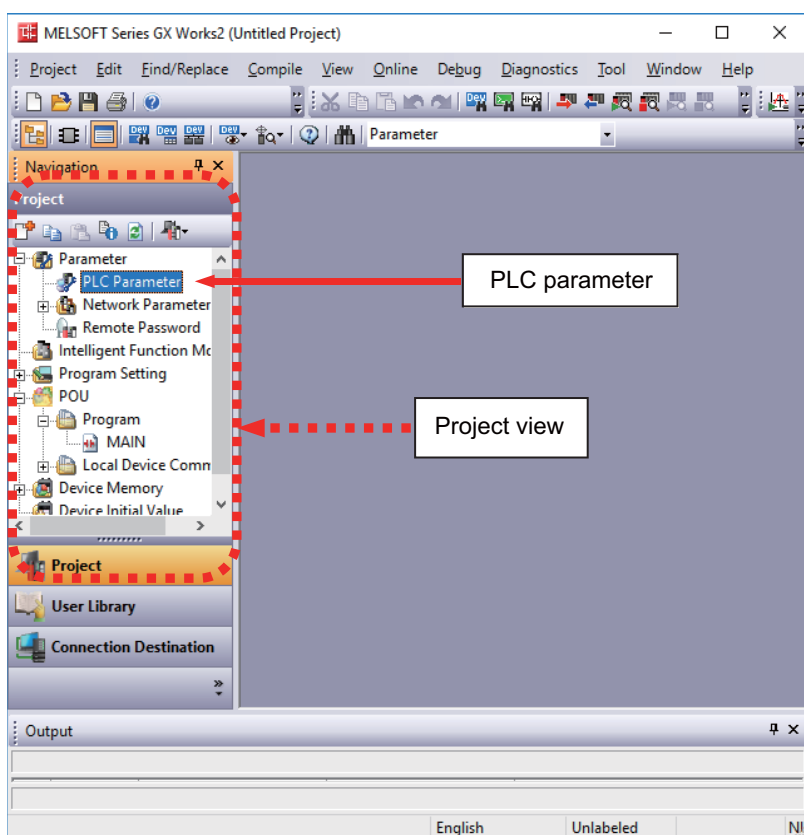 MELSOFT Series GX Works2 (Untitled Project)
Project Edit Find/Replace Compile View Online Debug Diagnostics Tool Window Help
Parameter
Navigation
Project
Parameter
PLC Parameter
PLC parameter
Network Parameter
Remote Password
Intelligent Function Mo
Program Setting
POU
Program
Project view
MAIN
Local Device Comm
Device Memory
Device Initial Value
Project
User Library
Connection Destination
Output
English Unlabeled